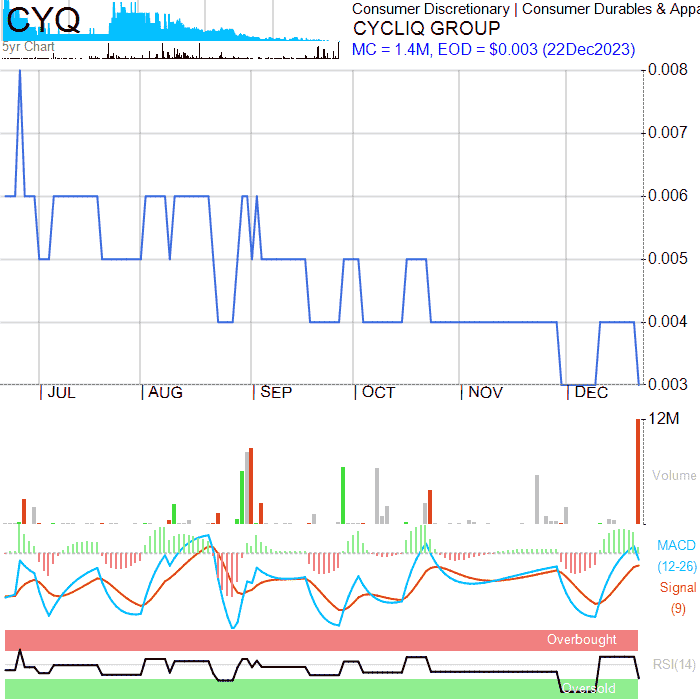 CYQ
5yr Chart
Consumer Discretionary | Consumer Durables & Appa
CYCLIQ GROUP
MC = 1.4M, EOD = $0.003 (22Dec2023)
0.008
0.007
0.006
0.005
0.004
0.003
JUL AUG SEP OCT NOV DEC
12M
Volume
MACD
(12-26)
Signal
(9)
Overbought
RSI(14)
Oversold